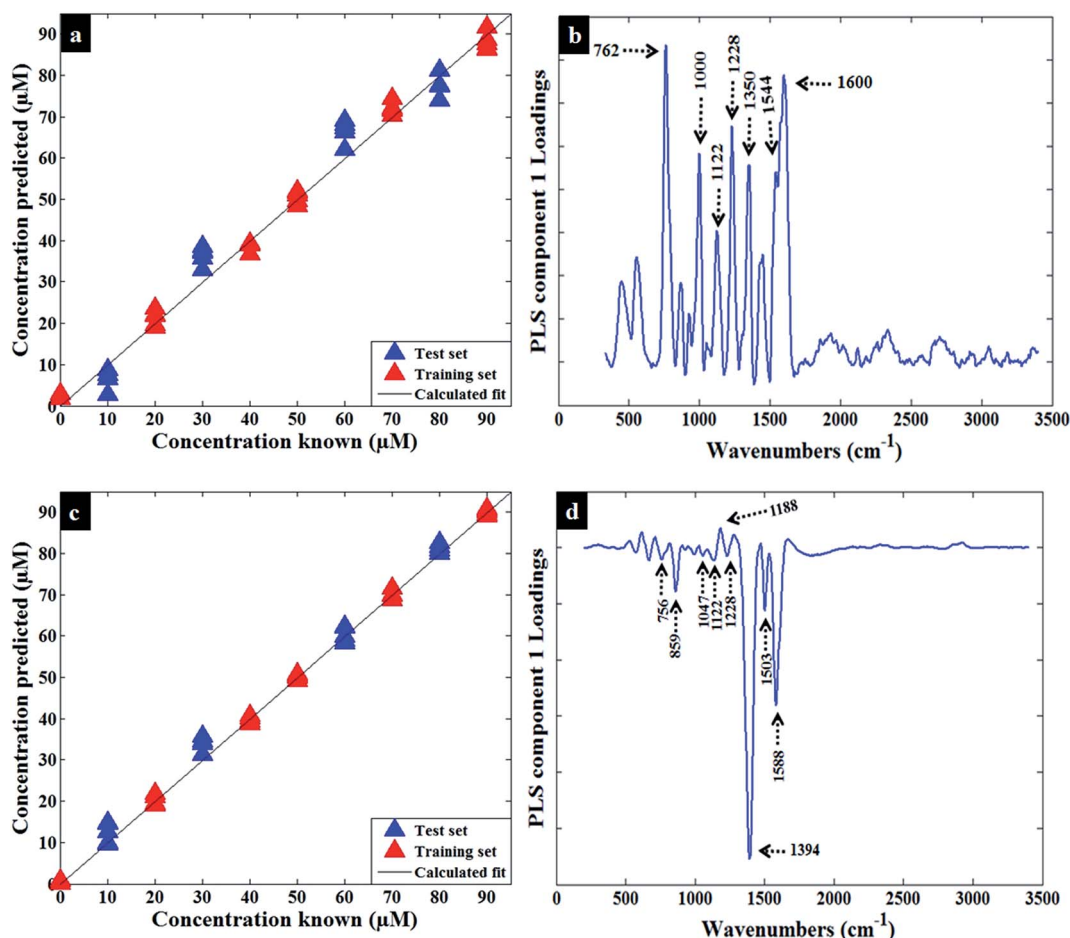 a
Concentration predicted (µM)
90
80
70
60
50
40
30
20
10
0
0 10 20 30 40 50 60 70 80 90
Concentration known (µM)
Test set
Training set
Calculated fit
b
PLS component 1 Loadings
762
1000
1122
1228
1350
1544
1600
0 500 1000 1500 2000 2500 3000 3500
Wavenumbers (cm-1)
c
Concentration predicted (µM)
90
80
70
60
50
40
30
20
10
0
0 10 20 30 40 50 60 70 80 90
Concentration known (µM)
Test set
Training set
Calculated fit
d
PLS component 1 Loadings
1188
756
859
1047
1122
1228
1503
1588
1394
0 500 1000 1500 2000 2500 3000 3500
Wavenumbers (cm-1)